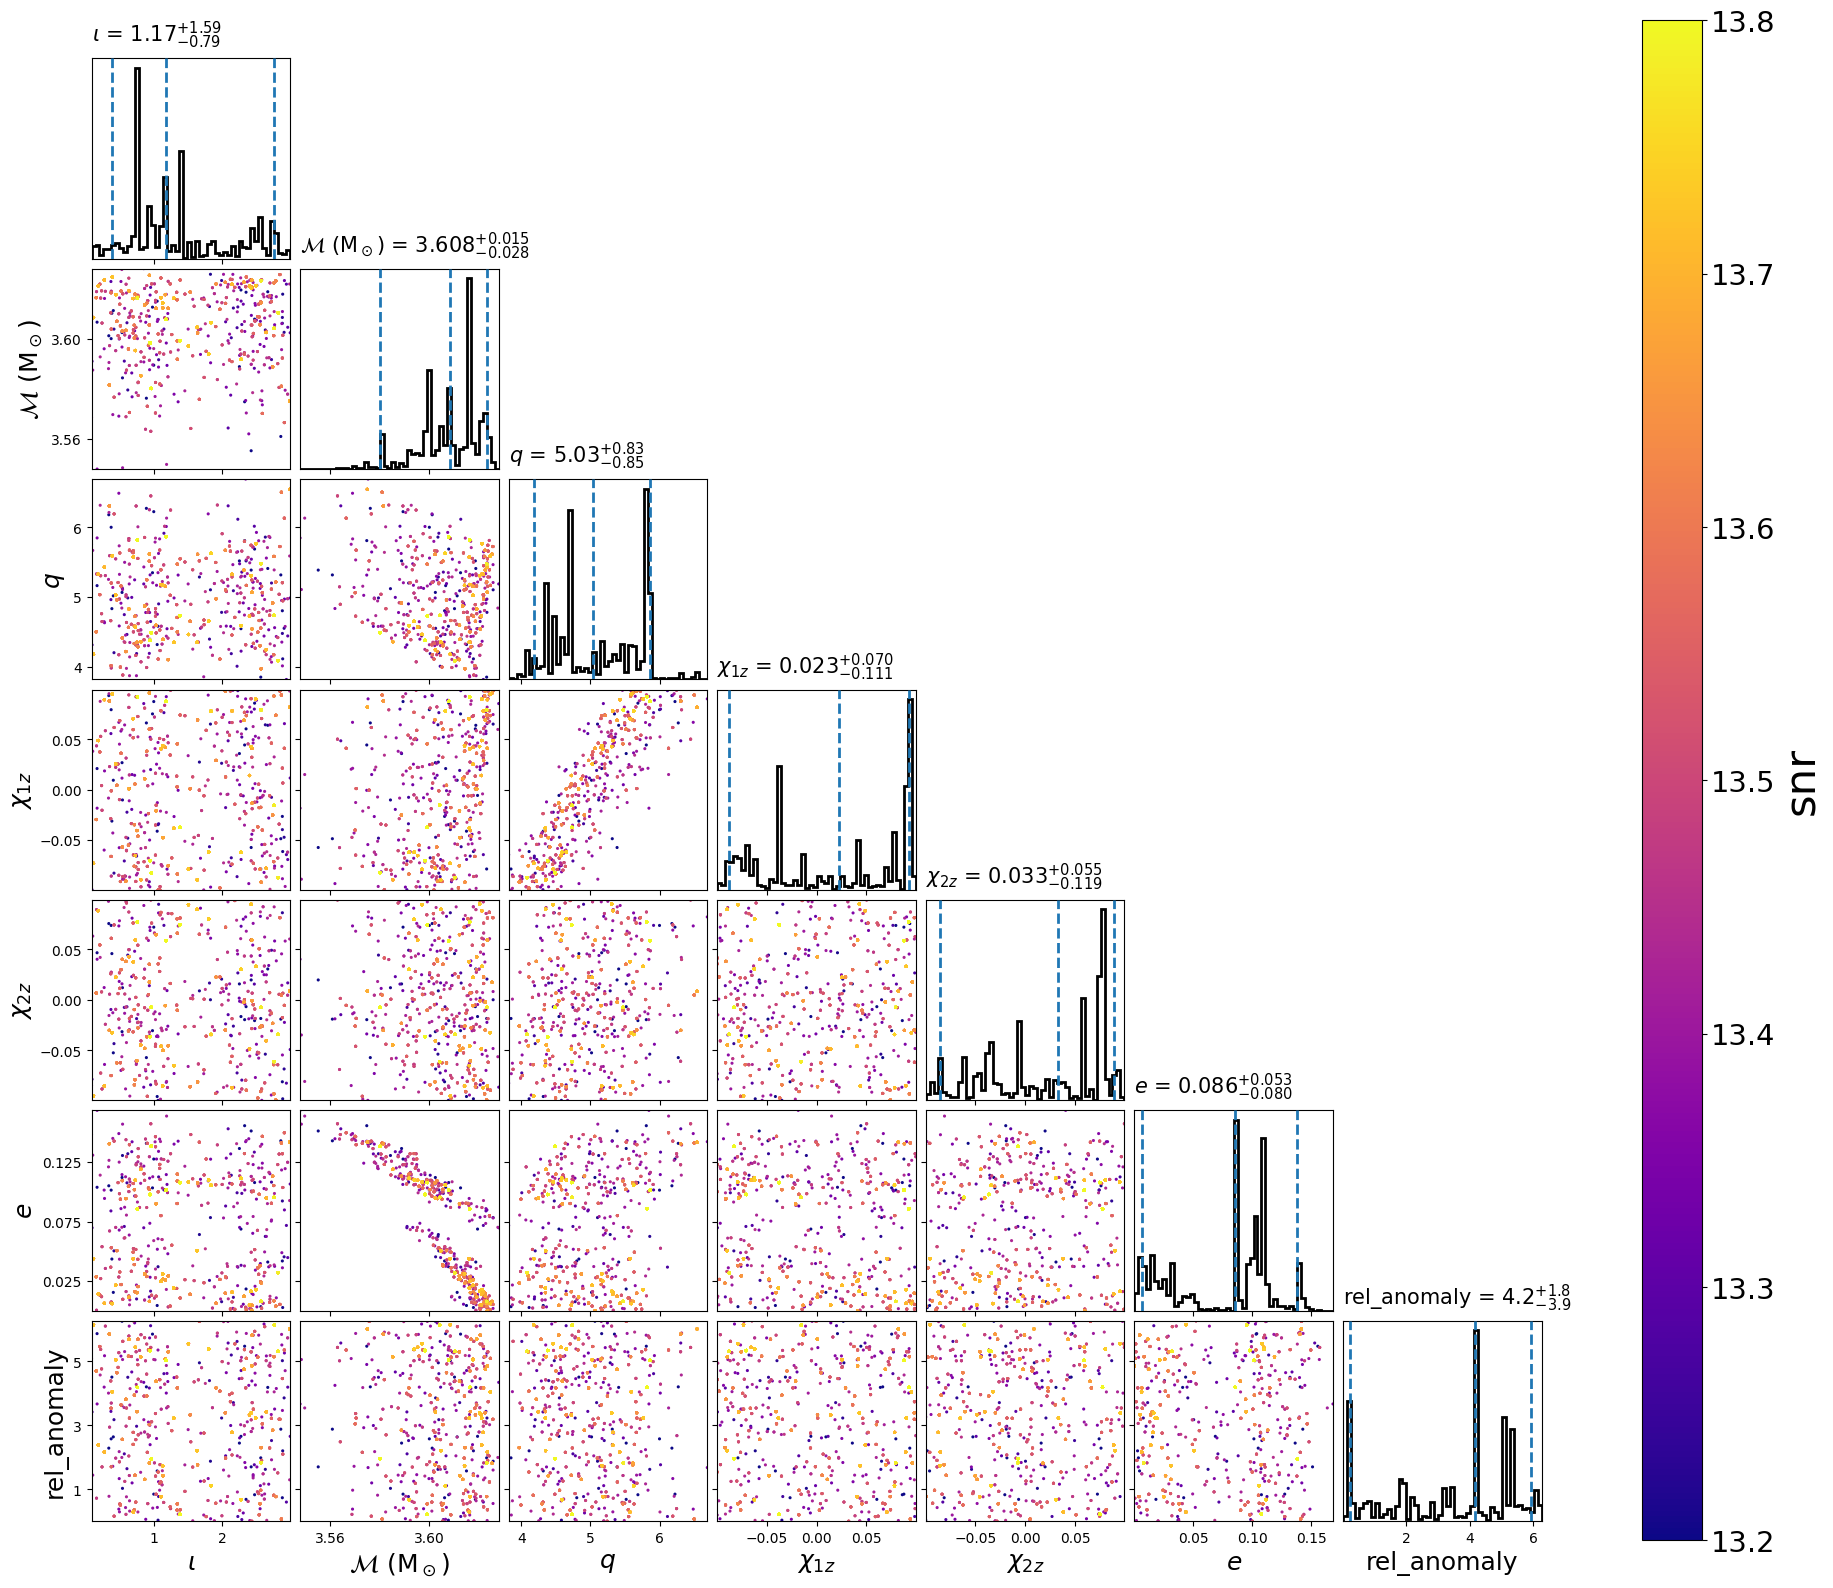 ι = 1.17+1.59−0.79
13.8
ℳ (M⊙) = 3.608+0.015−0.028
ℳ (M⊙)
3.60
3.56
13.7
q = 5.03+0.83−0.85
q
6
5
4
13.6
χ1z = 0.023+0.070−0.111
χ1z
0.05
0.00
−0.05
13.5
snr
χ2z = 0.033+0.055−0.119
χ2z
0.05
0.00
−0.05
13.4
e = 0.086+0.053−0.080
e
0.125
0.075
0.025
13.3
rel_anomaly = 4.2+1.8−3.9
rel_anomaly
5
3
1
13.2
1 2 3.56 3.60 4 5 6 −0.05 0.00 0.05 −0.05 0.00 0.05 0.05 0.10 0.15 2 4 6
ι ℳ (M⊙) q χ1z χ2z e rel_anomaly